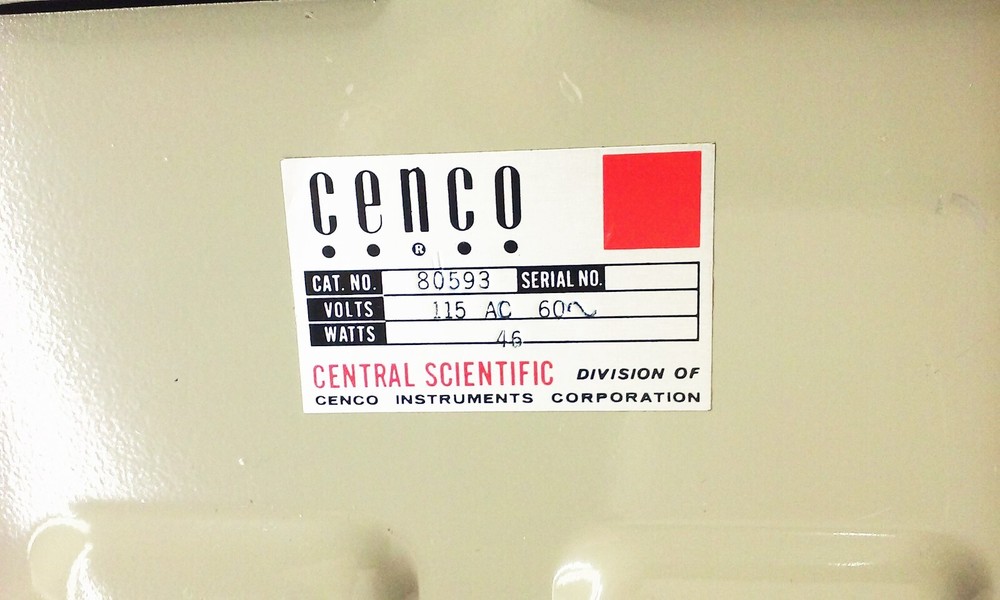 cenco
®
CAT. NO. 80593 SERIAL NO.
VOLTS 115 AC 60~
WATTS 46
CENTRAL SCIENTIFIC DIVISION OF
CENCO INSTRUMENTS CORPORATION